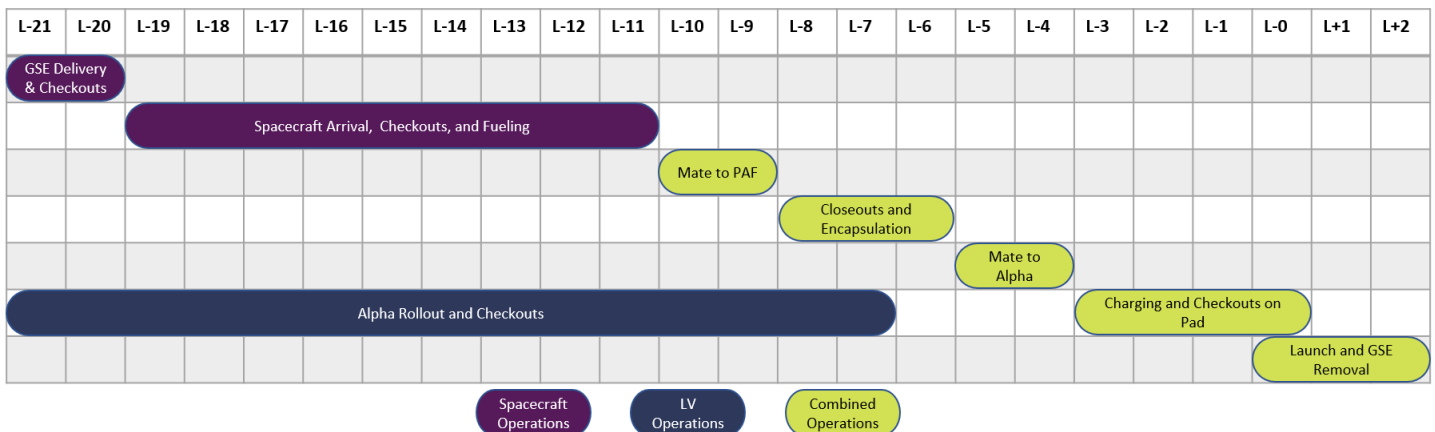 L-21 L-20 L-19 L-18 L-17 L-16 L-15 L-14 L-13 L-12 L-11 L-10 L-9 L-8 L-7 L-6 L-5 L-4 L-3 L-2 L-1 L-0 L+1 L+2
GSE Delivery
& Checkouts
Spacecraft Arrival, Checkouts, and Fueling
Mate to PAF
Closeouts and
Encapsulation
Mate to
Alpha
Alpha Rollout and Checkouts
Charging and Checkouts on
Pad
Launch and GSE
Removal
Spacecraft
Operations
LV
Operations
Combined
Operations